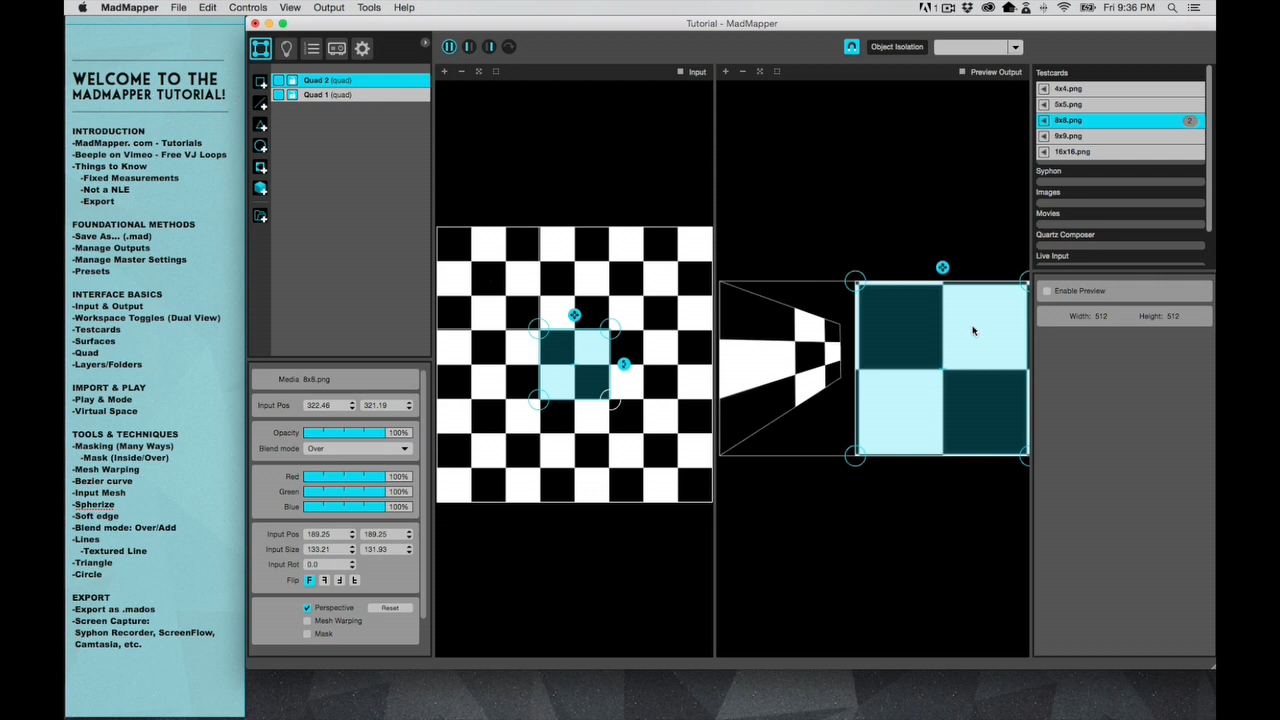 MadMapper File Edit Controls View Output Tools Help
1 Fri 9:36 PM
Tutorial - MadMapper
WELCOME TO THE
MADMAPPER TUTORIAL!
INTRODUCTION
-MadMapper. com - Tutorials
-Beeple on Vimeo - Free VJ Loops
-Things to Know
-Fixed Measurements
-Not a NLE
-Export
FOUNDATIONAL METHODS
-Save As... (.mad)
-Manage Outputs
-Manage Master Settings
-Presets
INTERFACE BASICS
-Input & Output
-Workspace Toggles (Dual View)
-Testcards
-Surfaces
-Quad
-Layers/Folders
IMPORT & PLAY
-Play & Mode
-Virtual Space
TOOLS & TECHNIQUES
-Masking (Many Ways)
-Mask (Inside/Over)
-Mesh Warping
-Bezier curve
-Input Mesh
-Spherize
-Soft edge
-Blend mode: Over/Add
-Lines
-Textured Line
-Triangle
-Circle
EXPORT
-Export as .mados
-Screen Capture:
Syphon Recorder, ScreenFlow,
Camtasia, etc.
Quad 2 (quad)
Quad 1 (quad)
Media 8x8.png
Input Pos 322.46 321.19
Opacity 100%
Blend mode Over
Red 100%
Green 100%
Blue 100%
Input Pos 189.25 189.25
Input Size 133.21 131.93
Input Rot 0.0
Flip F F F F
Perspective Reset
Mesh Warping
Mask
Object Isolation
Input
Preview Output
Testcards
4x4.png
5x5.png
8x8.png 2
9x9.png
16x16.png
Syphon
Images
Movies
Quartz Composer
Live Input
Enable Preview
Width: 512 Height: 512